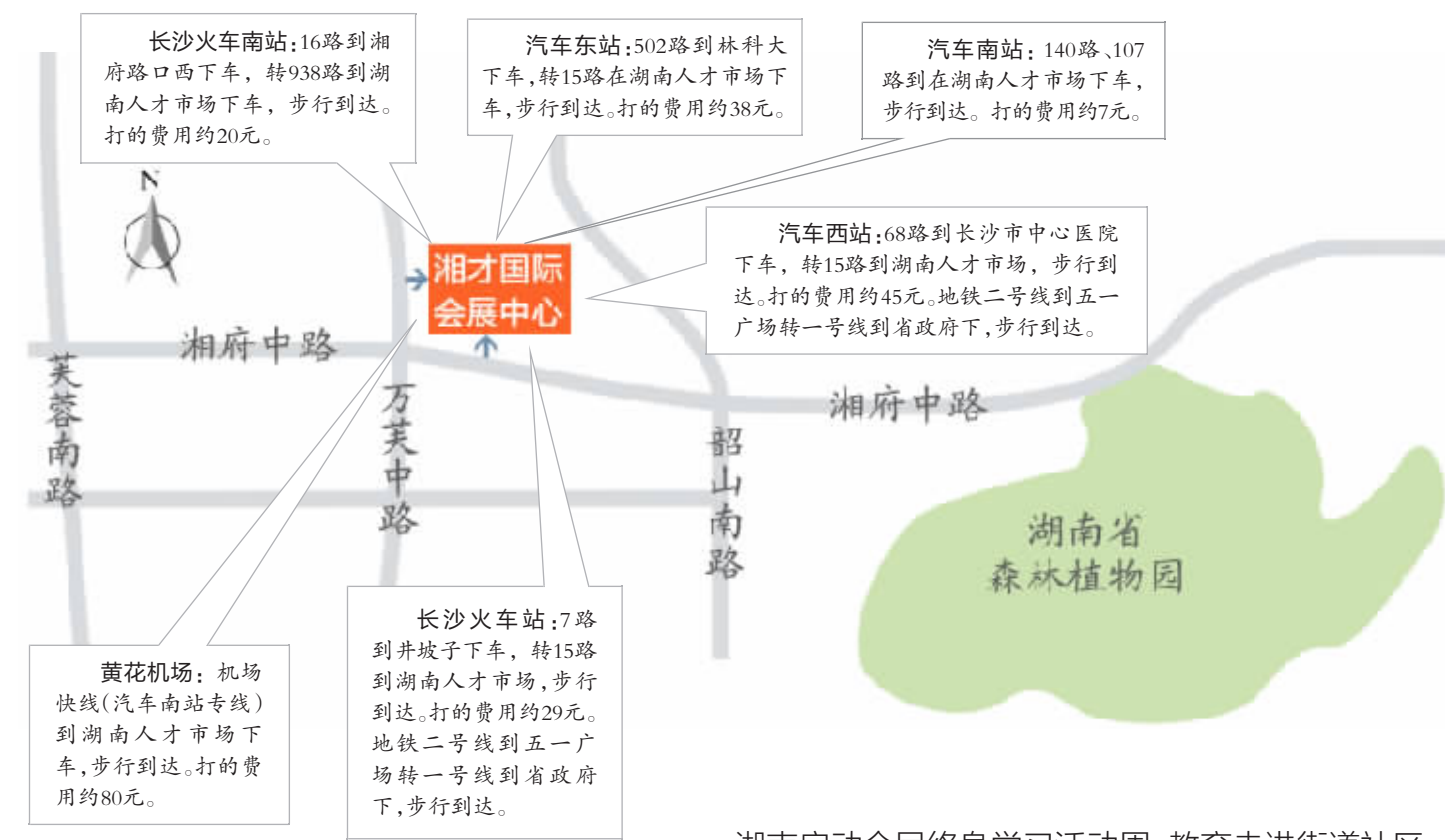 长沙火车南站:16路到湘
府路口西下车，转938路到湖
南人才市场下车，步行到达。
打的费用约20元。
汽车东站:502路到林科大
下车,转15路在湖南人才市场下
车,步行到达。打的费用约38元。
汽车南站：140路、107
路到在湖南人才市场下车，
步行到达。打的费用约7元。
N
湘才国际
会展中心
汽车西站:68路到长沙市中心医院
下车，转15路到湖南人才市场，步行到
达。打的费用约45元。地铁二号线到五一
广场转一号线到省政府下,步行到达。
湘府中路
芙蓉南路
万芙中路
湘府中路
韶山南路
湖南省
森林植物园
黄花机场：机场
快线(汽车南站专线)
到湖南人才市场下
车,步行到达。打的费
用约80元。
长沙火车站:7路
到井坡子下车，转15路
到湖南人才市场,步行
到达。打的费用约29元。
地铁二号线到五一广
场转一号线到省政府
下,步行到达。